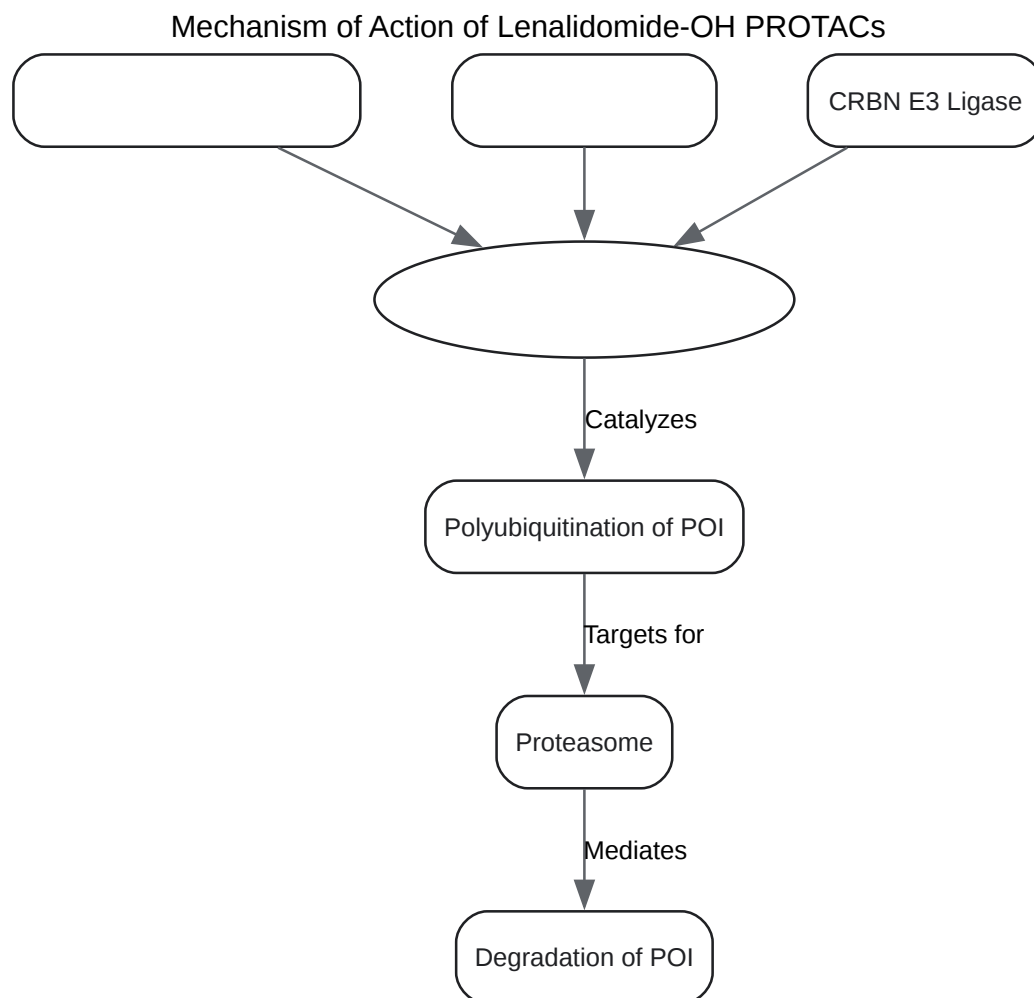 Mechanism of Action of Lenalidomide-OH PROTACs
CRBN E3 Ligase
Catalyzes
Polyubiquitination of POI
Targets for
Proteasome
Mediates
Degradation of POI